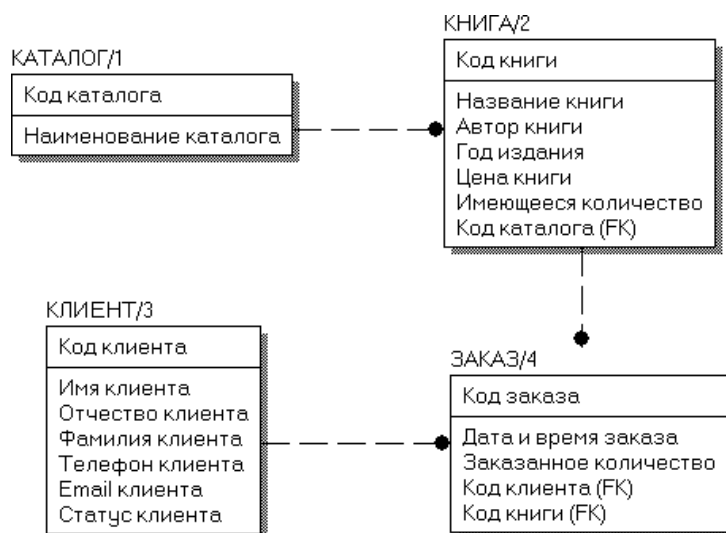 КАТАЛОГ/1
Код каталога
Наименование каталога
КНИГА/2
Код книги
Название книги
Автор книги
Год издания
Цена книги
Имеющееся количество
Код каталога (FK)
КЛИЕНТ/3
Код клиента
Имя клиента
Отчество клиента
Фамилия клиента
Телефон клиента
Email клиента
Статус клиента
ЗАКАЗ/4
Код заказа
Дата и время заказа
Заказанное количество
Код клиента (FK)
Код книги (FK)